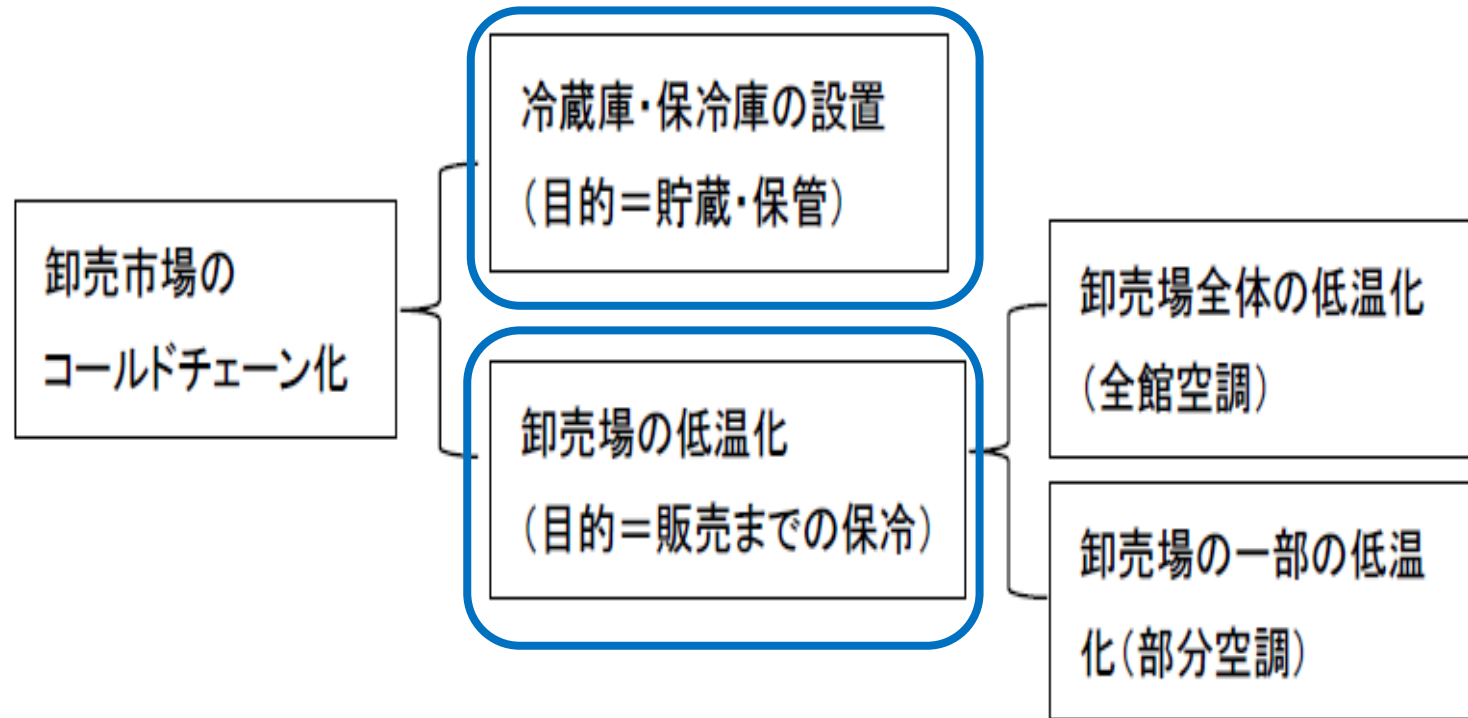 卸売市場の
コールドチェーン化
冷蔵庫・保冷庫の設置
(目的＝貯蔵・保管)
卸売場の低温化
(目的＝販売までの保冷)
卸売場全体の低温化
(全館空調)
卸売場の一部の低温
化(部分空調)